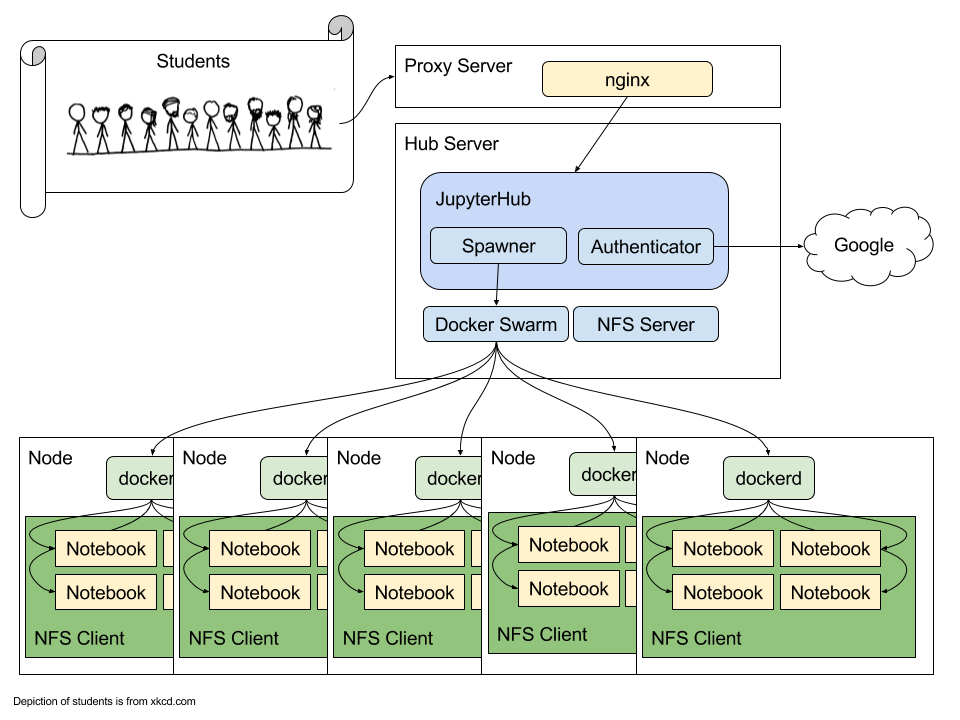 Students
Proxy Server
nginx
Hub Server
JupyterHub
Spawner
Authenticator
Google
Docker Swarm
NFS Server
Node
Node
Node
Node
Node
docker
docker
docker
docker
dockerd
Notebook
Notebook
Notebook
Notebook
Notebook
Notebook
Notebook
Notebook
Notebook
Notebook
Notebook
Notebook
NFS Client
NFS Client
NFS Client
NFS Client
NFS Client
Depiction of students is from xkcd.com